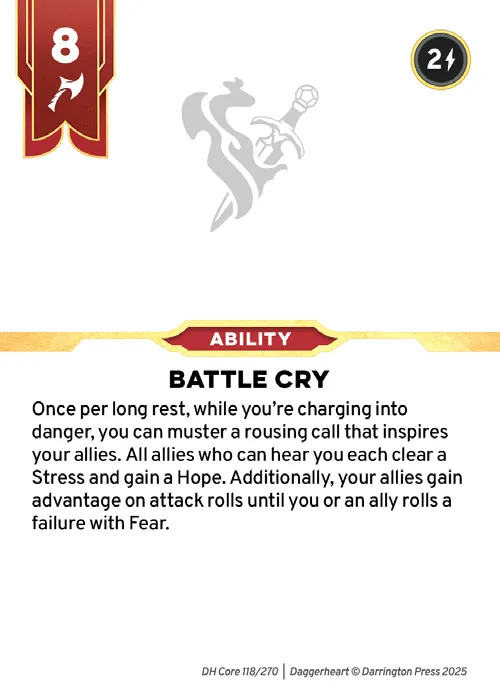 8
2
ABILITY
BATTLE CRY
Once per long rest, while you’re charging into
danger, you can muster a rousing call that inspires
your allies. All allies who can hear you each clear a
Stress and gain a Hope. Additionally, your allies gain
advantage on attack rolls until you or an ally rolls a
failure with Fear.
DH Core 118/270 | Daggerheart © Darrington Press 2025